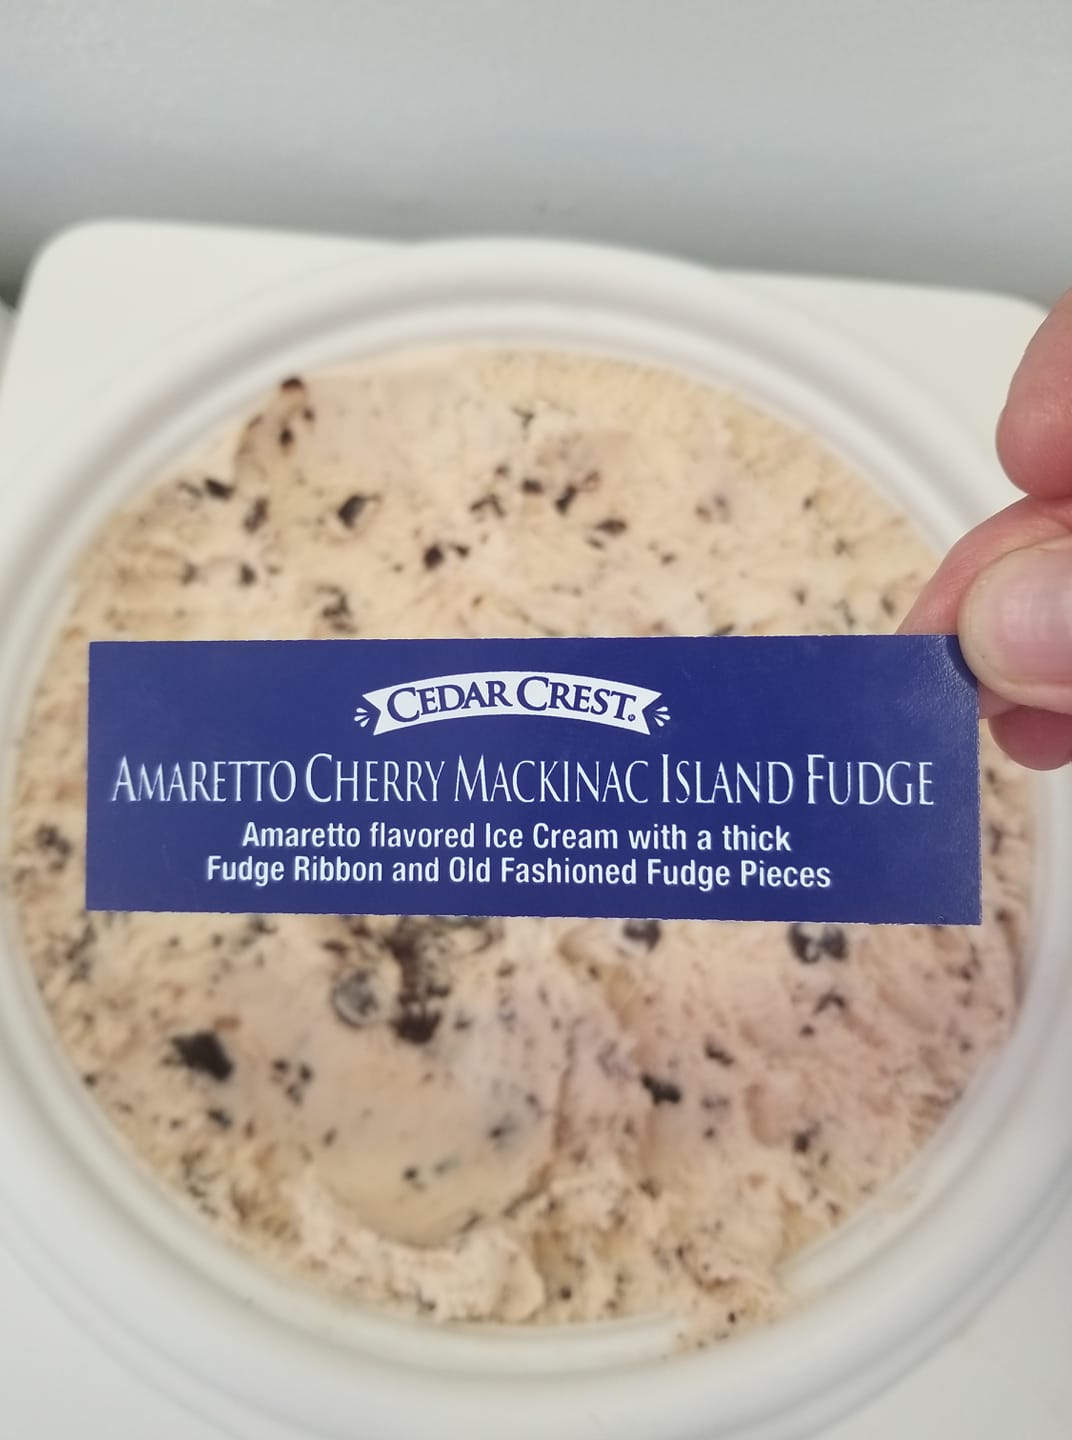 CEDAR CREST®
AMARETTO CHERRY MACKINAC ISLAND FUDGE
Amaretto flavored Ice Cream with a thick
Fudge Ribbon and Old Fashioned Fudge Pieces